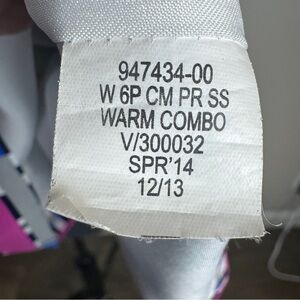 947434-00
W 6P CM PR SS
WARM COMBO
V/300032
SPR'14
12/13